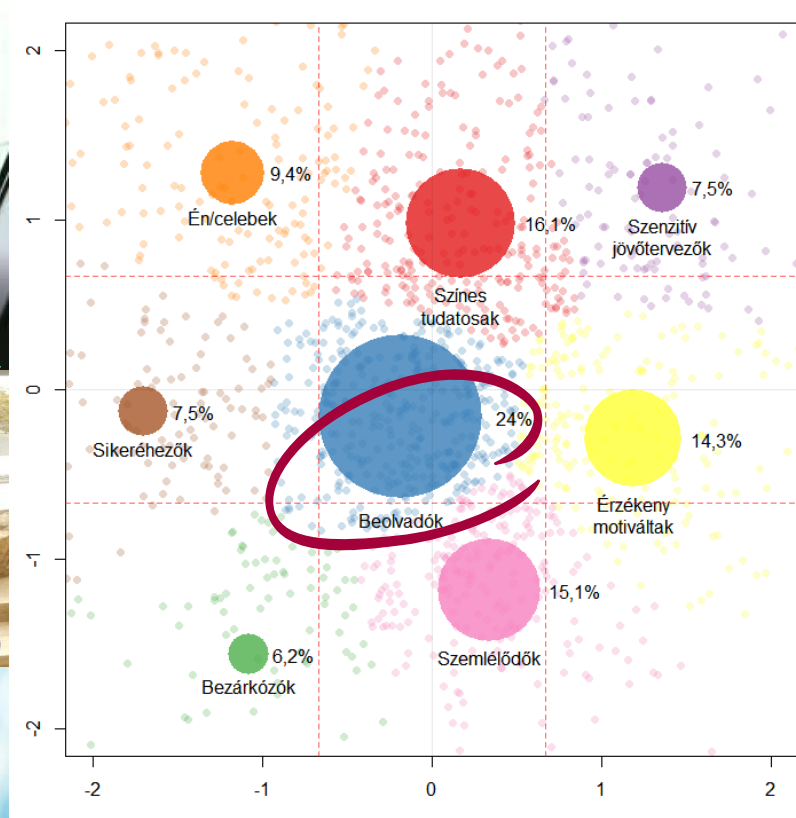 2
9,4%
Én/celebek
7,5%
Szenzitív
jövőtervezők
16,1%
1
Színes
tudatosak
0
7,5%
Sikeréhezők
24%
14,3%
Beolvadók
Érzékeny
motiváltak
-1
15,1%
Szemlélődők
6,2%
Bezárkózók
-2
-2
-1
0
1
2